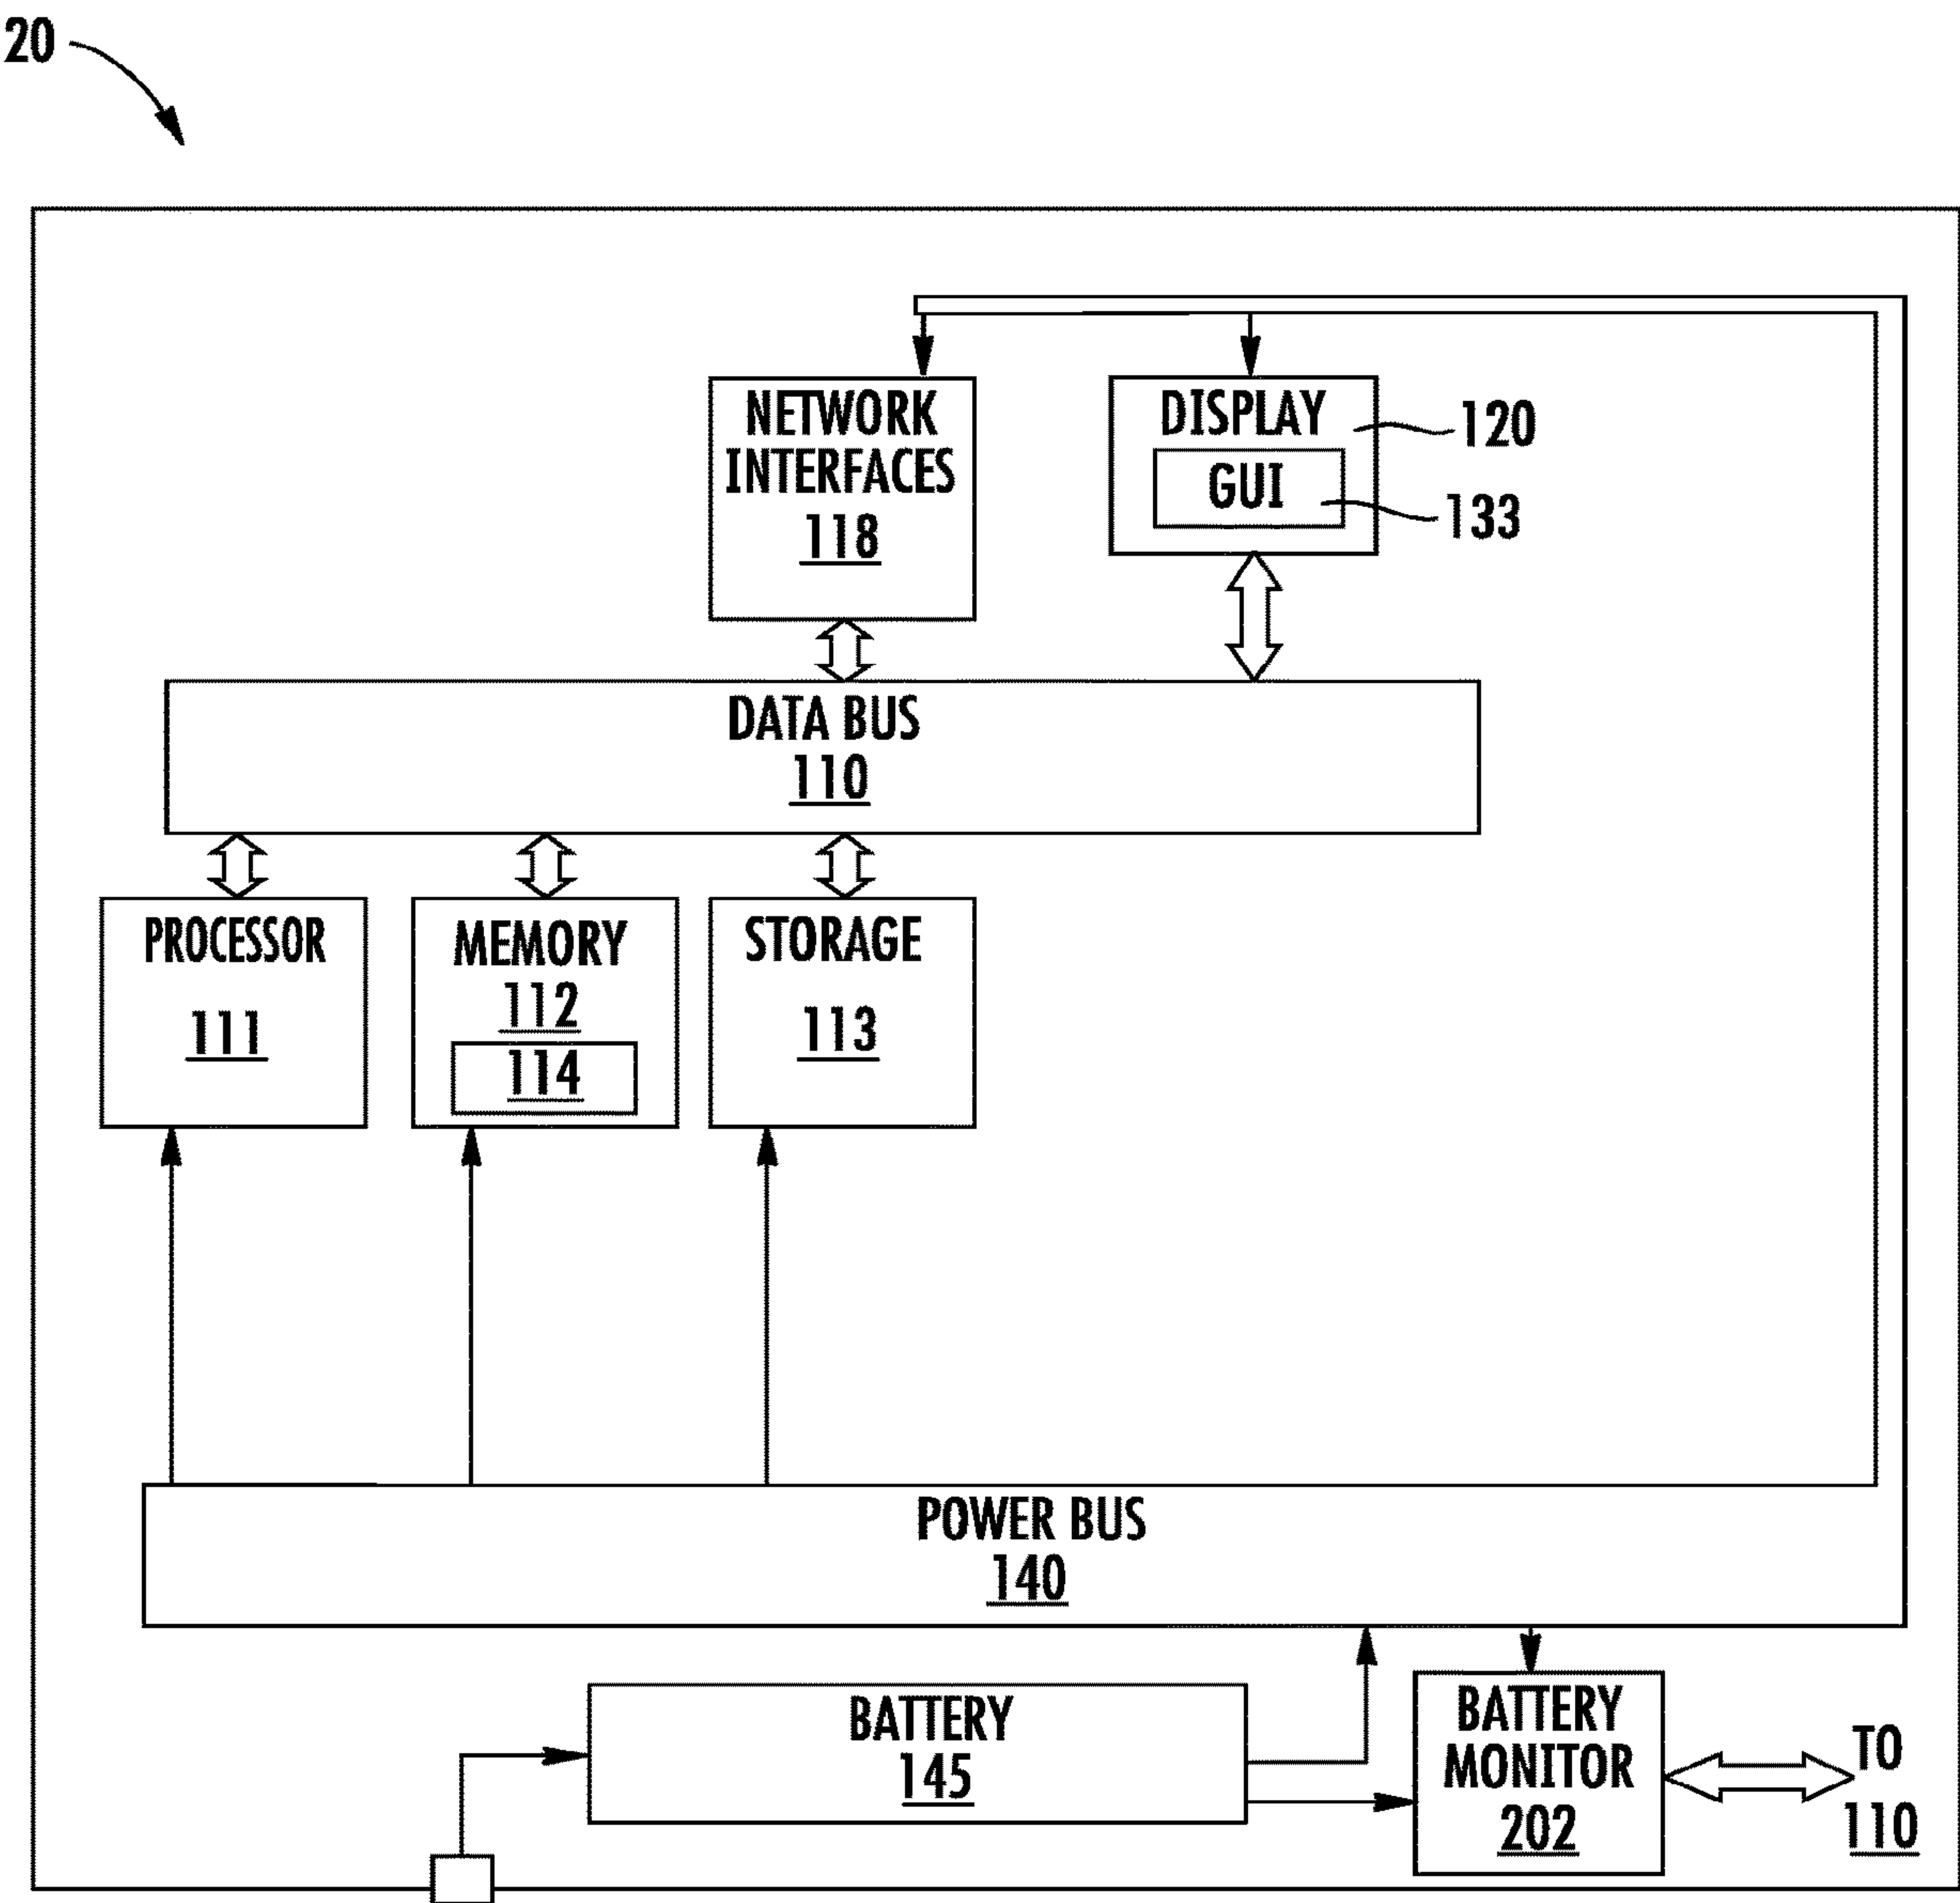 20
NETWORK
INTERFACES
118
DISPLAY
120
GUI
133
DATA BUS
110
PROCESSOR
111
MEMORY
112
114
STORAGE
113
POWER BUS
140
BATTERY
145
BATTERY
MONITOR
202
TO
110